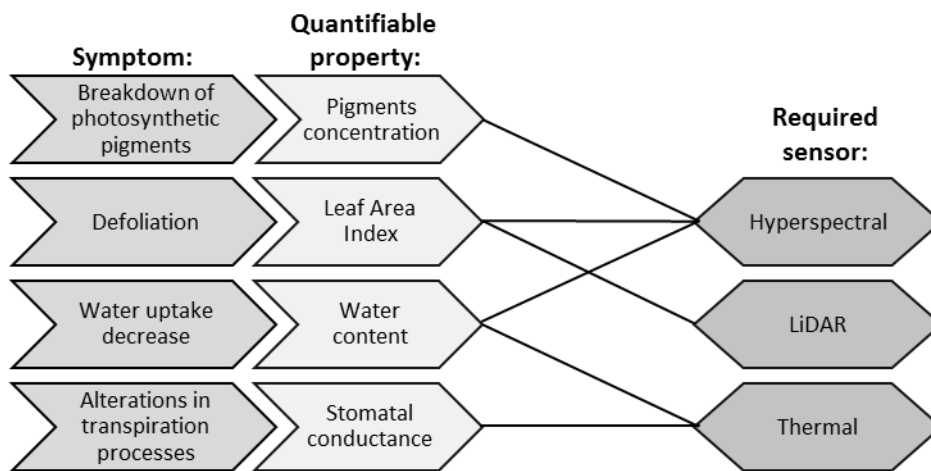 Symptom:
Quantifiable
property:
Required
sensor:
Breakdown of
photosynthetic
pigments
Pigments
concentration
Defoliation
Leaf Area
Index
Hyperspectral
Water uptake
decrease
Water
content
LiDAR
Alterations in
transpiration
processes
Stomatal
conductance
Thermal